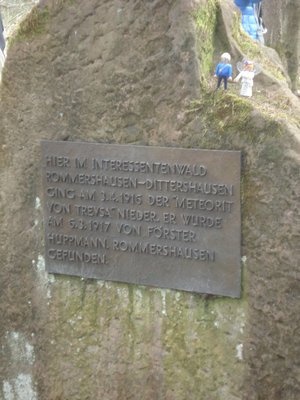 HIER IM INTERESSENTENWALD
ROMMERSHAUSEN-DITTERSHAUSEN
GING AM 3.4.1916 DER "METEORIT
VON TREYSA" NIEDER. ER WURDE
AM 5.3.1917 VON FÖRSTER
HUPPMANN, ROMMERSHAUSEN
GEFUNDEN.